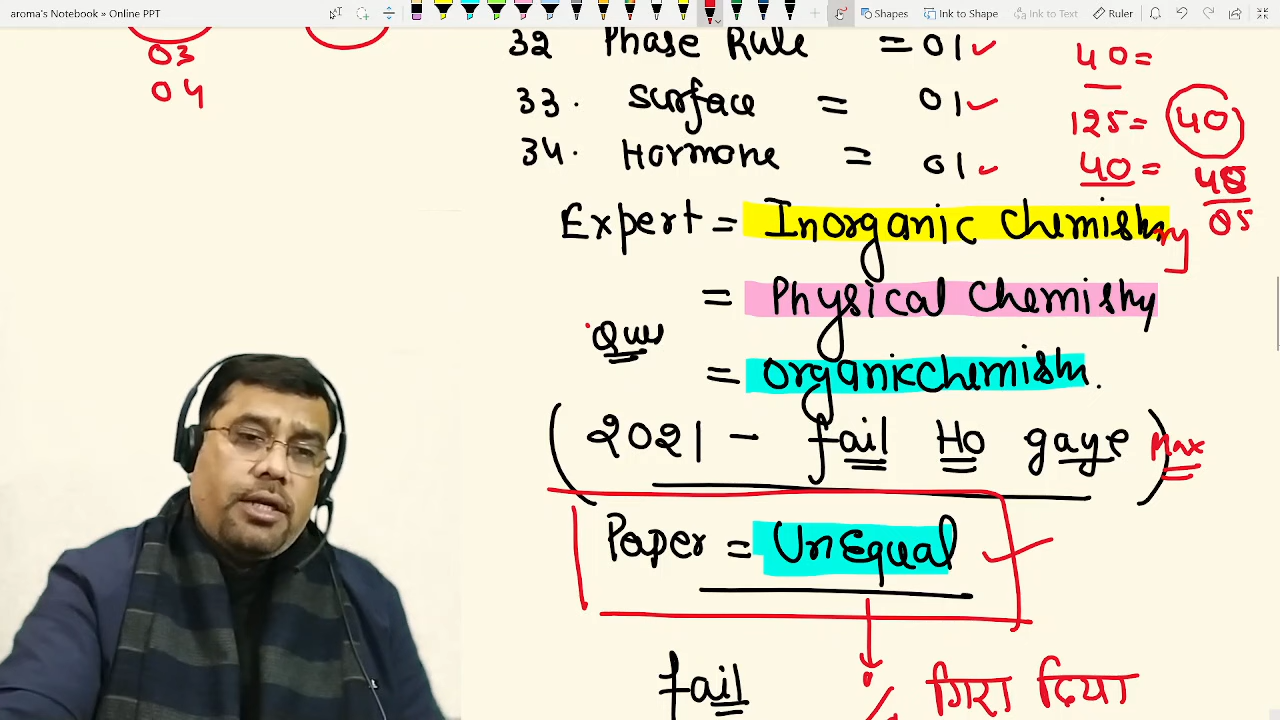 aroma's Notebook » Online PPT
Shapes
Ink to Shape
Ink to Text
Ruler
03
04
32 Phase Rule = 01
33. Surface = 01
34. Hormone = 01
40=
125= 40
40=
05
Expert = Inorganic Chemistry
= Physical Chemistry
Ques
= Organic Chemistry.
(2021 - fail Ho gaye) Max
Paper = UnEqual
fail
गिरा दिया